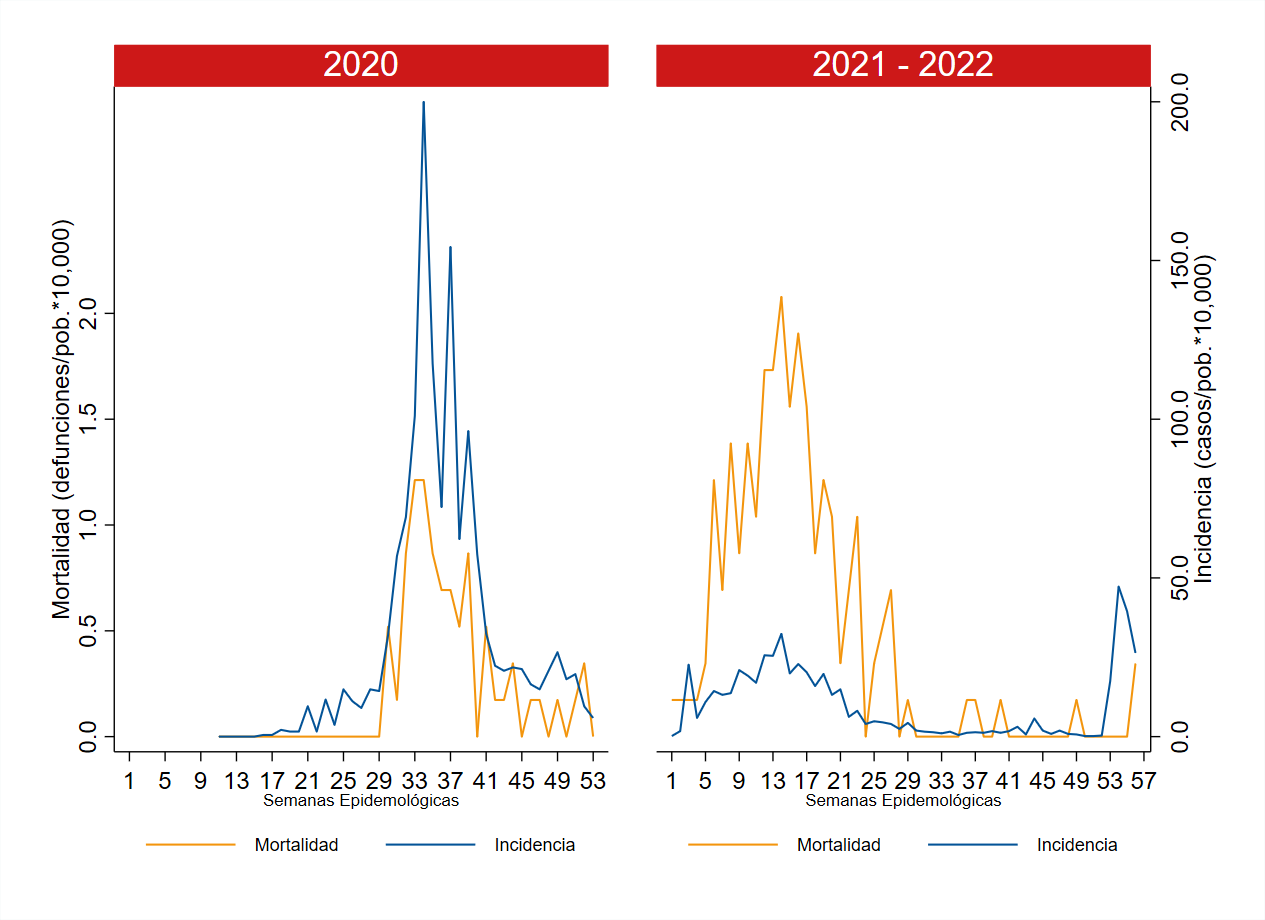 2020
2021 - 2022
Mortalidad (defunciones/pob.*10,000)
2.0
1.5
1.0
0.5
0.0
200.0
150.0
100.0
50.0
0.0
Incidencia (casos/pob.*10,000)
1 5 9 13 17 21 25 29 33 37 41 45 49 53
Semanas Epidemológicas
1 5 9 13 17 21 25 29 33 37 41 45 49 53 57
Semanas Epidemológicas
Mortalidad Incidencia
Mortalidad Incidencia